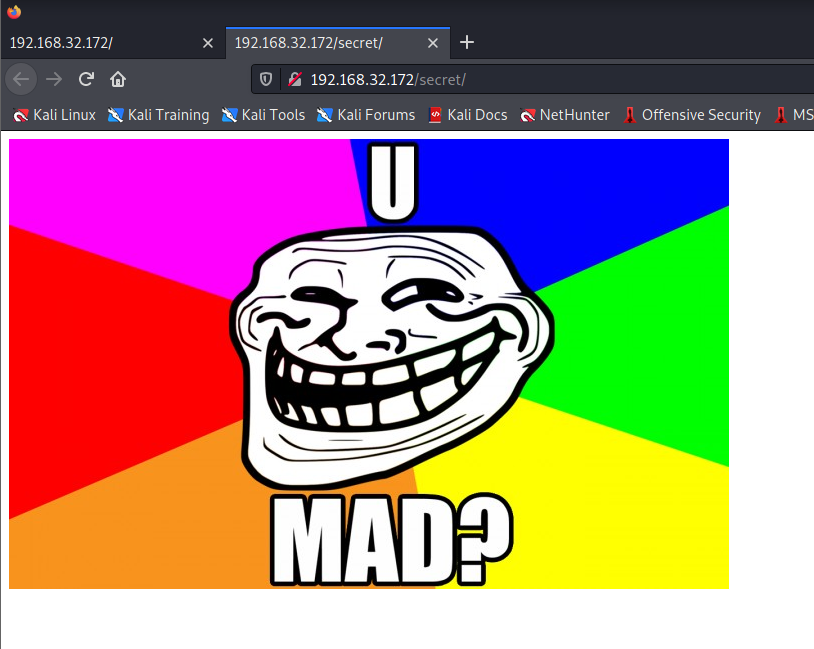 192.168.32.172/
192.168.32.172/secret/
192.168.32.172/secret/
Kali Linux Kali Training Kali Tools Kali Forums Kali Docs NetHunter Offensive Security MS
U
MAD?